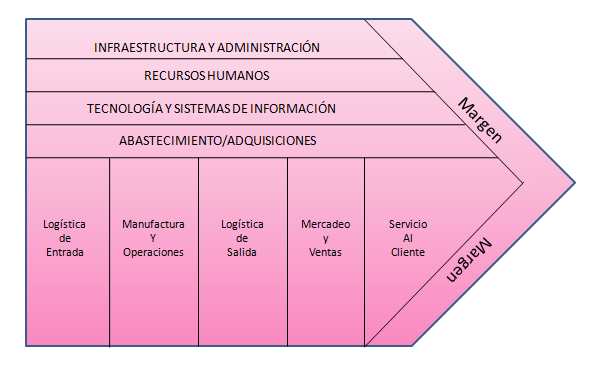 INFRAESTRUCTURA Y ADMINISTRACIÓN
RECURSOS HUMANOS
TECNOLOGÍA Y SISTEMAS DE INFORMACIÓN
ABASTECIMIENTO/ADQUISICIONES
Margen
Logística
de
Entrada
Manufactura
Y
Operaciones
Logística
de
Salida
Mercadeo
y
Ventas
Servicio
Al
Cliente
Margen